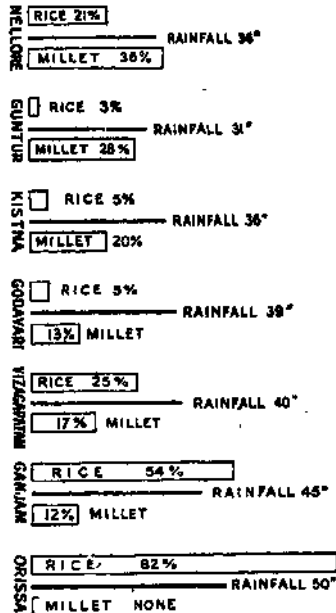 NELLORE
RICE 21%
RAINFALL 36"
MILLET 36%
GUNTUR
RICE 3%
RAINFALL 31"
MILLET 28%
KISTNA
RICE 5%
RAINFALL 36"
MILLET 20%
GODAVARI
RICE 5%
RAINFALL 39"
13% MILLET
VIZAGAPATAM
RICE 25%
RAINFALL 40"
17% MILLET
GANJAM
RICE 54%
RAINFALL 45"
12% MILLET
ORISSA
RICE 82%
RAINFALL 50"
MILLET NONE